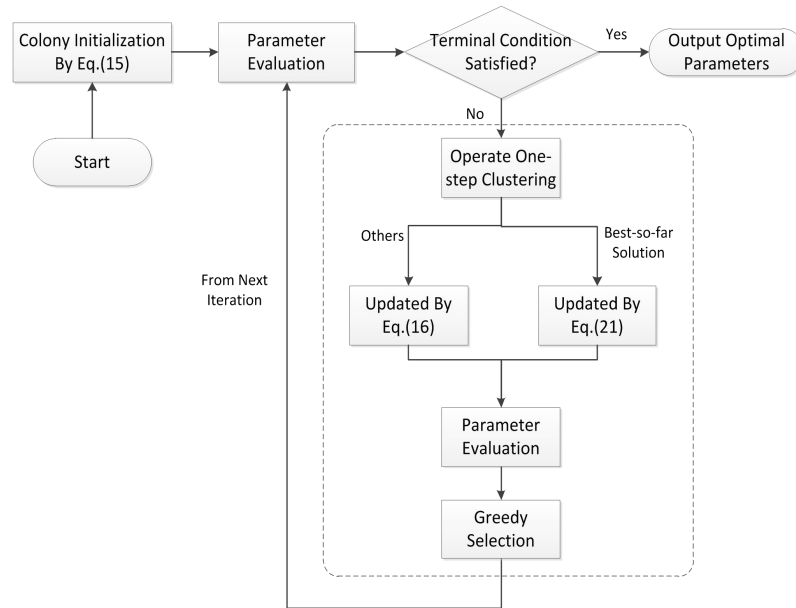 Colony Initialization
By Eq.(15)
Parameter
Evaluation
Terminal Condition
Satisfied?
Yes
Output Optimal
Parameters
Start
No
Operate One-
step Clustering
Others
Best-so-far
Solution
From Next
Iteration
Updated By
Eq.(16)
Updated By
Eq.(21)
Parameter
Evaluation
Greedy
Selection